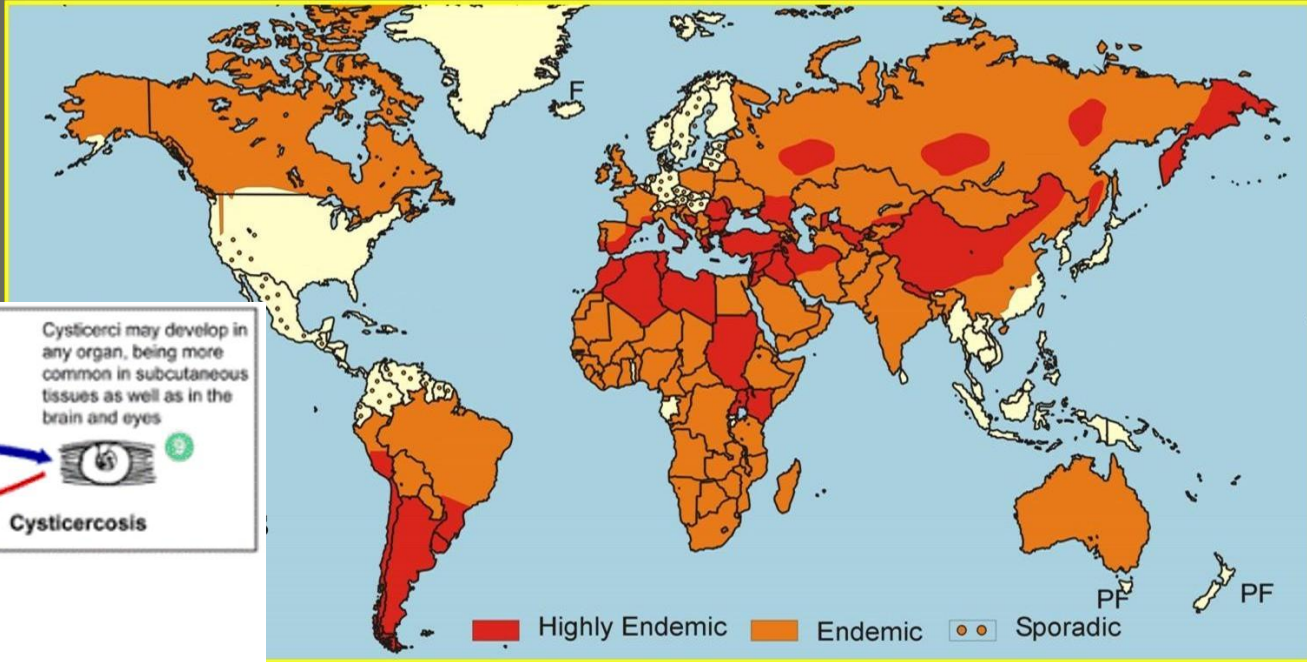 F
Cysticerci may develop in
any organ, being more
common in subcutaneous
tissues as well as in the
brain and eyes
Cysticercosis
PF
PF
Highly Endemic
Endemic
Sporadic